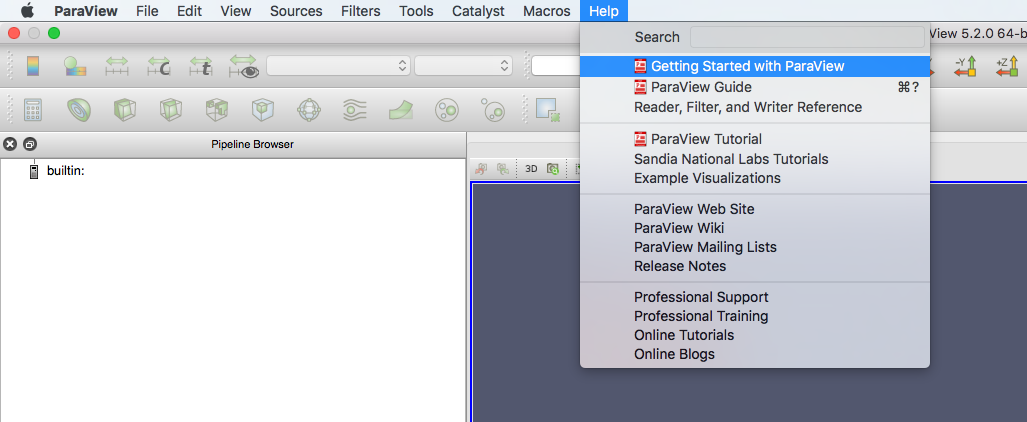 ParaView File Edit View Sources Filters Tools Catalyst Macros Help
View 5.2.0 64-b
Search
Getting Started with ParaView
ParaView Guide ⌘?
Reader, Filter, and Writer Reference
ParaView Tutorial
Sandia National Labs Tutorials
Example Visualizations
ParaView Web Site
ParaView Wiki
ParaView Mailing Lists
Release Notes
Professional Support
Professional Training
Online Tutorials
Online Blogs
C t -Y +Z
Pipeline Browser
builtin:
3D